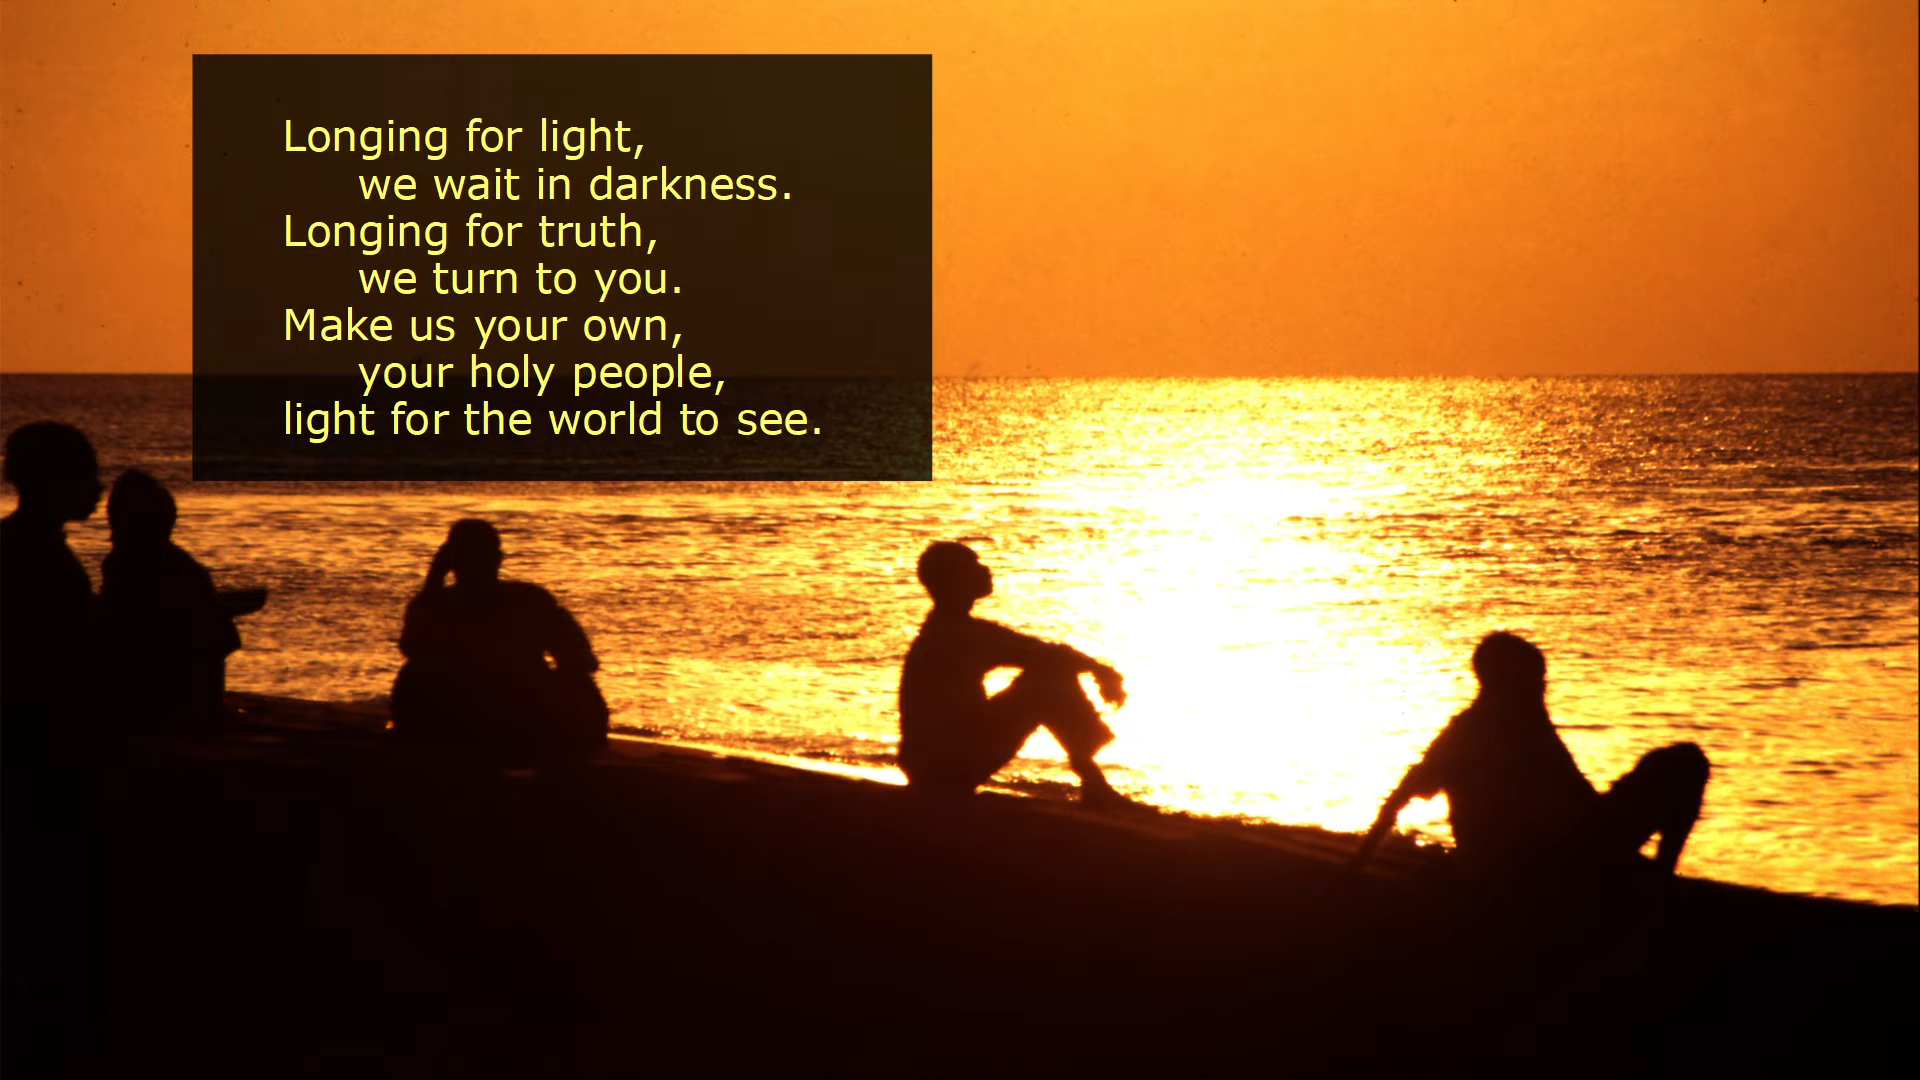 Longing for light,
we wait in darkness.
Longing for truth,
we turn to you.
Make us your own,
your holy people,
light for the world to see.